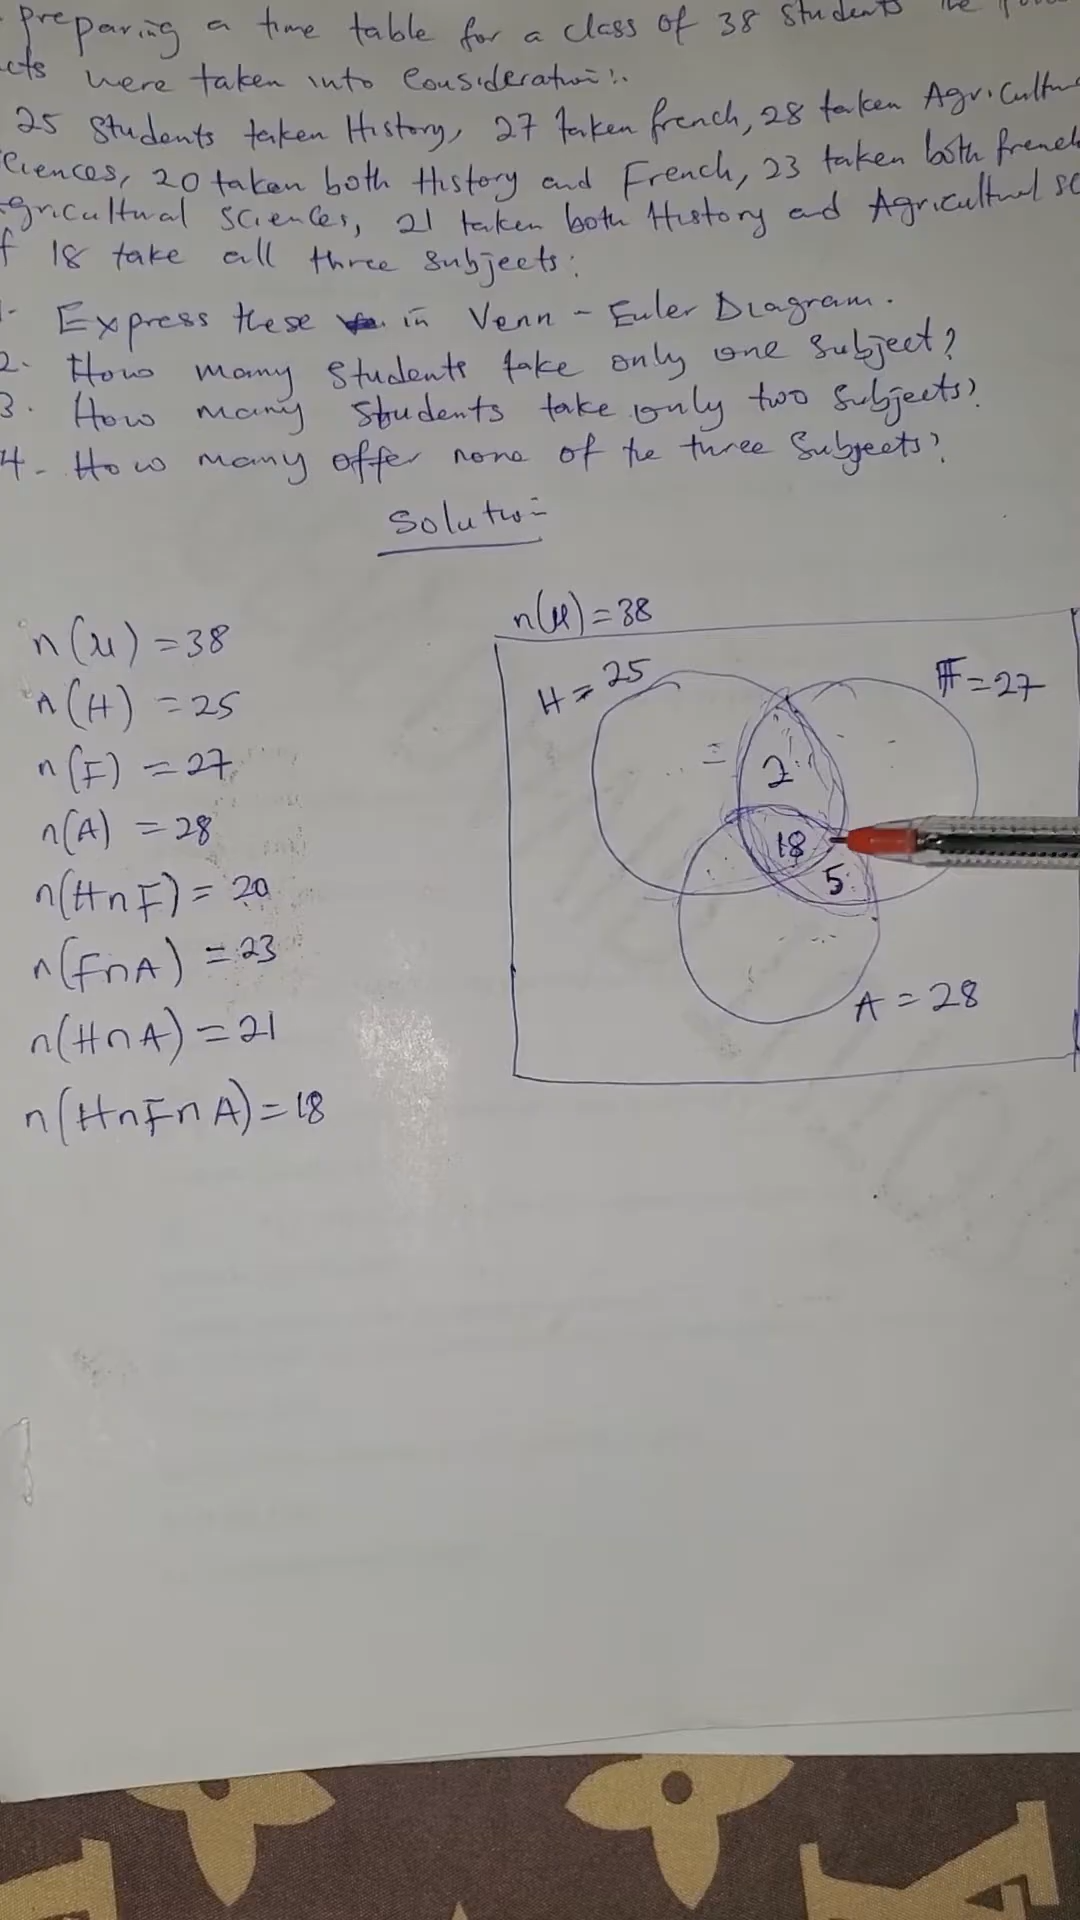 preparing a time table for a class of 38 students
cts were taken into Consideration:.
25 Students taken History, 27 taken french, 28 taken Agricultu
ciences, 20 taken both History and French, 23 taken both french
gricultural Sciences, 21 taken both History and Agricultural sc
f 18 take all three subjects:
1. Express these in Venn - Euler Diagram.
2. How many students take only one subject?
3. How many students take only two subjects?
4. How many offer none of the three subjects?
Solution
n(μ) = 38
n(H) = 25
n(F) = 27
n(A) = 28
n(H∩F) = 20
n(F∩A) = 23
n(H∩A) = 21
n(H∩F∩A) = 18
n(μ) = 38
H = 25
F = 27
=
2
18
5
A = 28